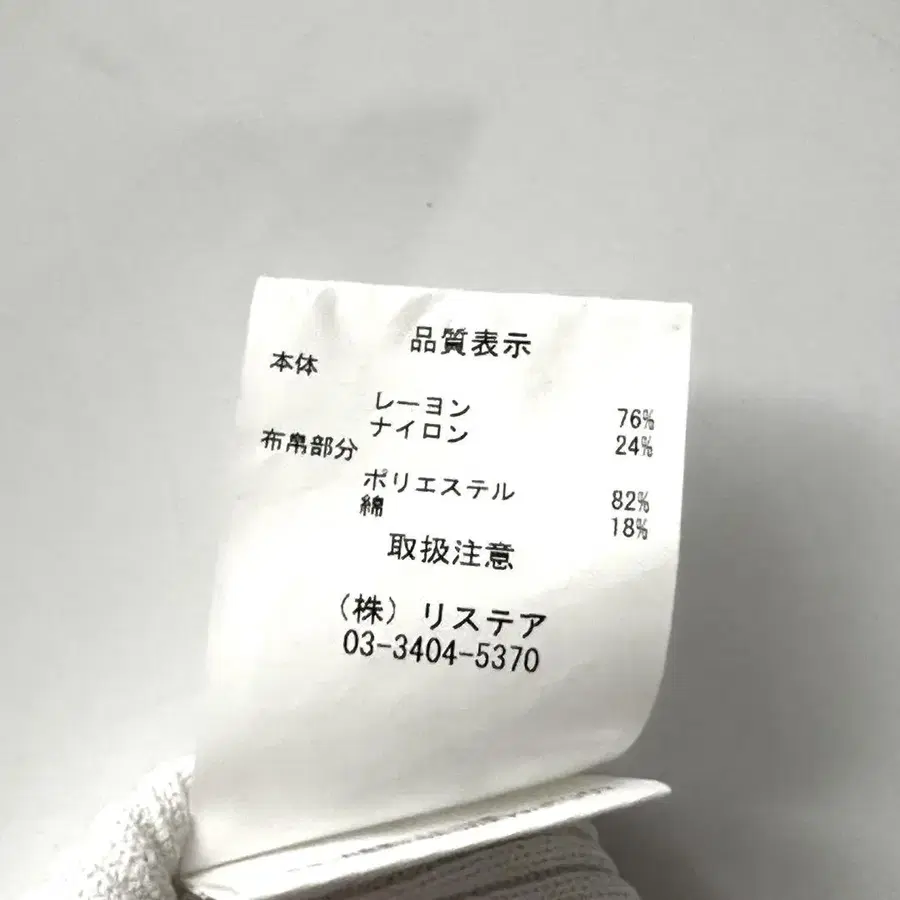 品質表示
本体
レーヨン 76%
ナイロン 24%
布帛部分
ポリエステル 82%
綿 18%
取扱注意
（株）リステア
03-3404-5370